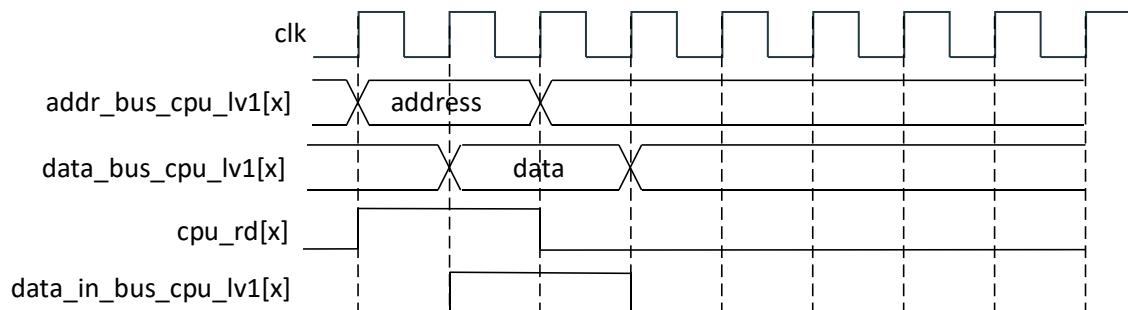 clk
addr_bus_cpu_lv1[x] address
data_bus_cpu_lv1[x] data
cpu_rd[x]
data_in_bus_cpu_lv1[x]